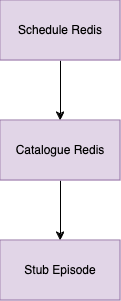 Schedule Redis
Catalogue Redis
Stub Episode